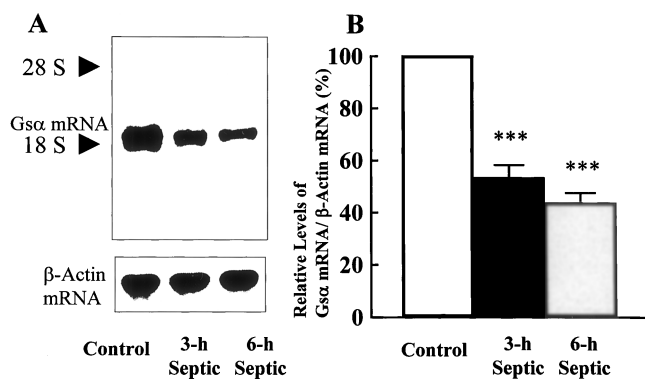 A
28 S
Gsα mRNA
18 S
β-Actin
mRNA
Control
3-h
Septic
6-h
Septic
B
Relative Levels of
Gsα mRNA/ β-Actin mRNA (%)
100
80
60
40
20
0
***
***
Control
3-h
Septic
6-h
Septic